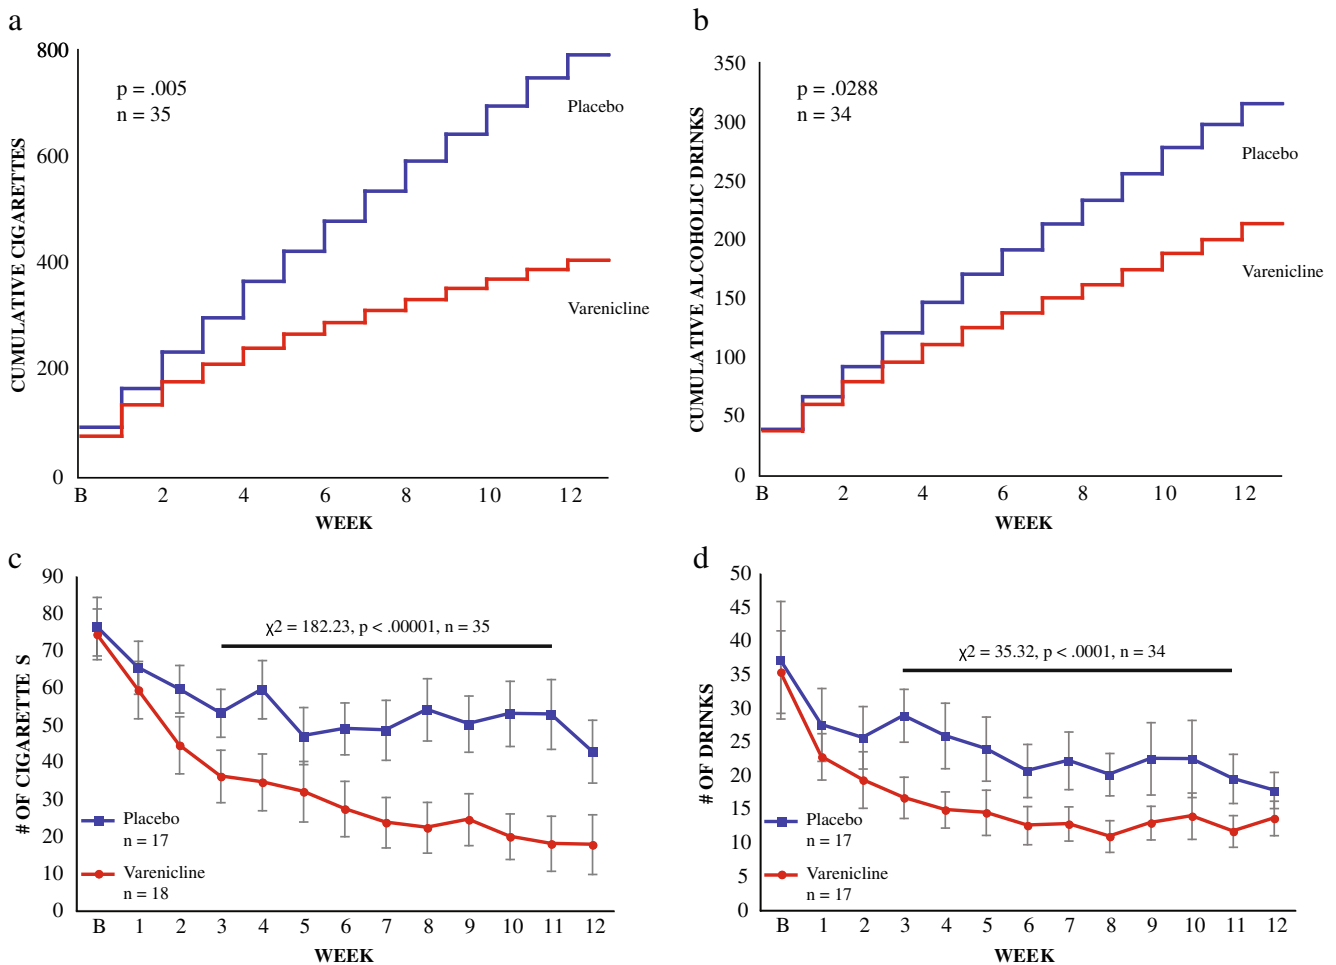 a
CUMULATIVE CIGARETTES
800
600
400
200
0
p = .005
n = 35
Placebo
Varenicline
B 2 4 6 8 10 12
WEEK
b
CUMULATIVE ALCOHOLIC DRINKS
350
300
250
200
150
100
50
0
p = .0288
n = 34
Placebo
Varenicline
B 2 4 6 8 10 12
WEEK
c
# OF CIGARETTE S
90
80
70
60
50
40
30
20
10
0
χ2 = 182.23, p < .00001, n = 35
Placebo
n = 17
Varenicline
n = 18
B 1 2 3 4 5 6 7 8 9 10 11 12
WEEK
d
# OF DRINKS
50
45
40
35
30
25
20
15
10
5
0
χ2 = 35.32, p < .0001, n = 34
Placebo
n = 17
Varenicline
n = 17
B 1 2 3 4 5 6 7 8 9 10 11 12
WEEK